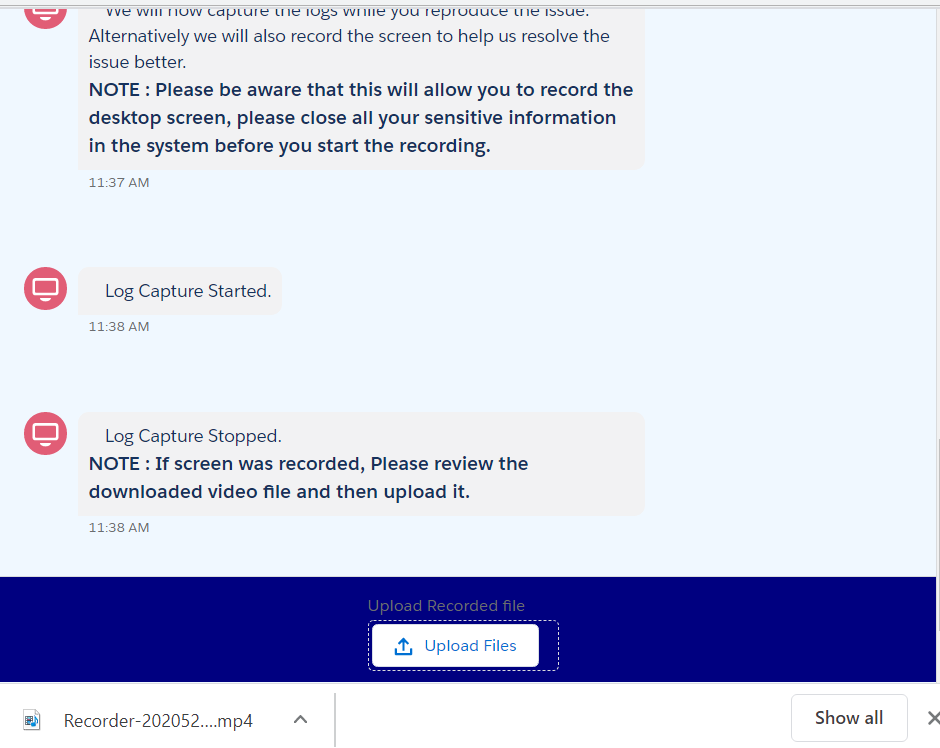 We will now capture the logs while you reproduce the issue.
Alternatively we will also record the screen to help us resolve the
issue better.
NOTE : Please be aware that this will allow you to record the
desktop screen, please close all your sensitive information
in the system before you start the recording.
11:37 AM
Log Capture Started.
11:38 AM
Log Capture Stopped.
NOTE : If screen was recorded, Please review the
downloaded video file and then upload it.
11:38 AM
Upload Recorded file
Upload Files
Recorder-202052....mp4
Show all